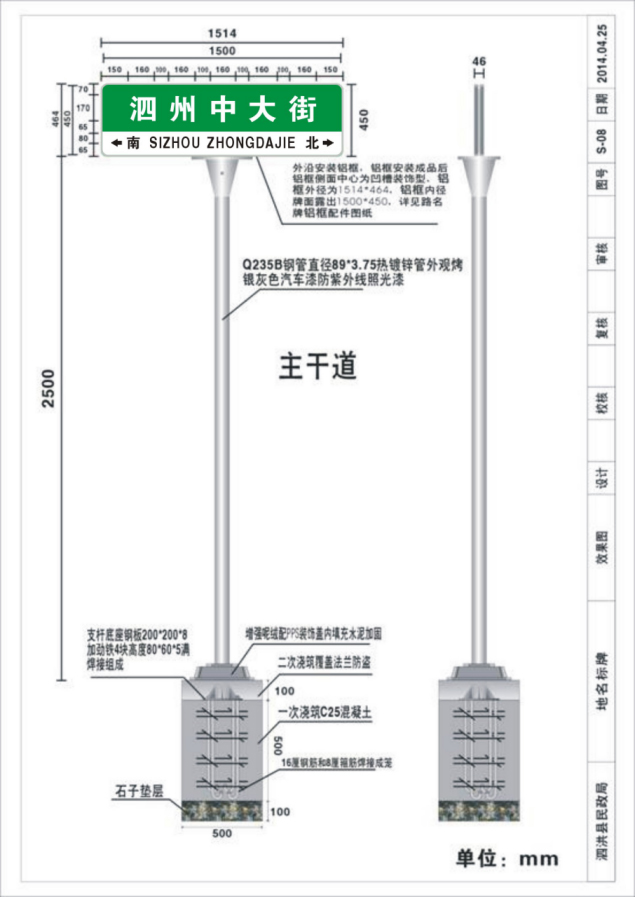 1514
1500
150 160 100 160 100 160 100 160 100 160 150
464
450
70
170
65
80
65
泗州中大街
南 SIZHOU ZHONGDAJIE 北
450
46
外沿安装铝框，铝框安装成品后
铝框侧面中心为凹槽装饰型，铝
框外径为1514*464，铝框内径
牌面露出1500*450，详见路名
牌铝框配件图纸
Q235B钢管直径89*3.75热镀锌管外观烤
银灰色汽车漆防紫外线照光漆
主干道
2500
支杆底座钢板200*200*8
加劲铁4块高度80*60*5满
焊接组成
增强呢绒配PPS装饰盖内填充水泥加固
二次浇筑覆盖法兰防盗
100
一次浇筑C25混凝土
500
16厘钢筋和8厘箍筋焊接成笼
石子垫层
100
500
单位：mm
2014.04.25
日期
S-08
图号
审核
复核
校核
设计
效果图
地名标牌
泗洪县民政局